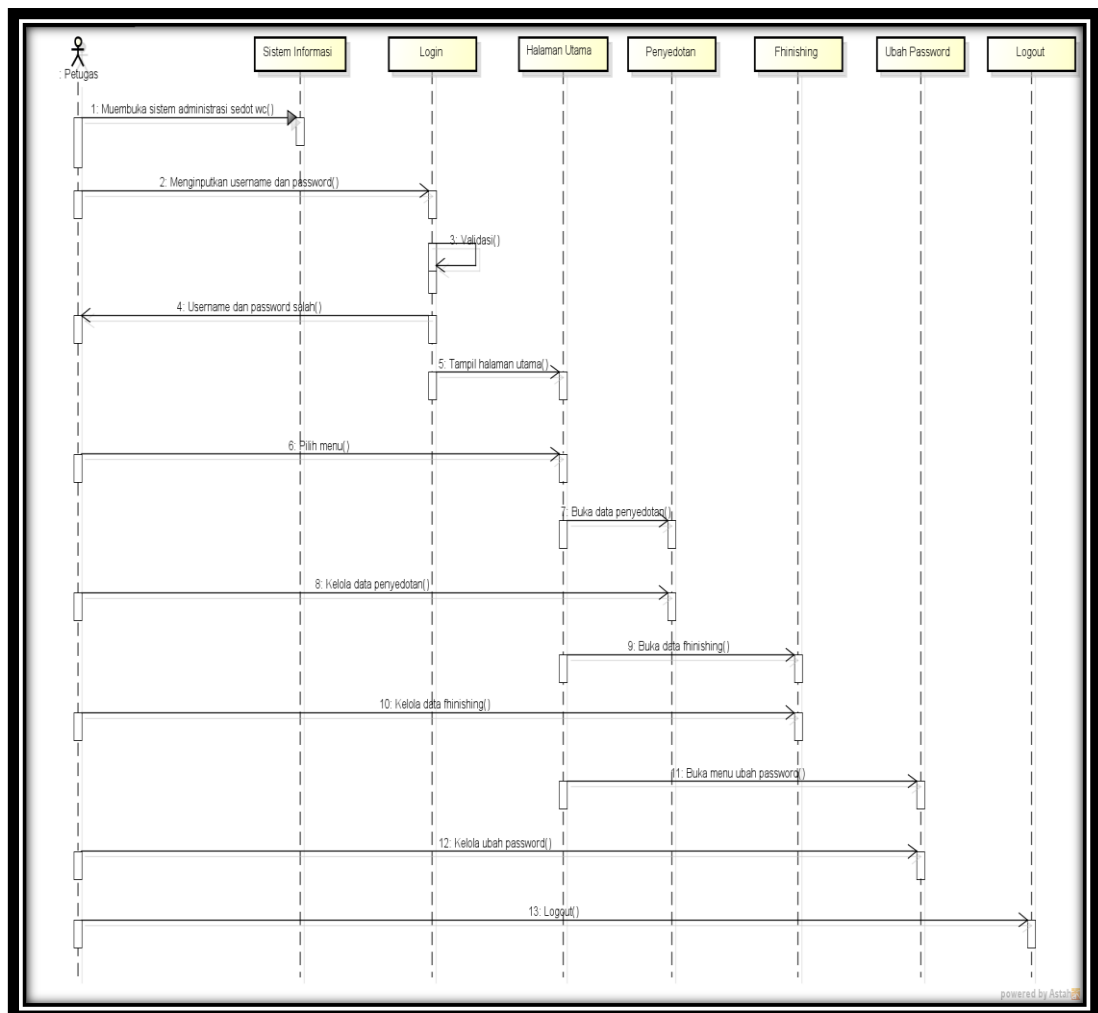 : Petugas
Sistem Informasi
Login
Halaman Utama
Penyedotan
Fhinishing
Ubah Password
Logout
1: Muembuka sistem administrasi sedot wc()
2: Menginputkan username dan password()
3: Validasi()
4: Username dan password salah()
5: Tampil halaman utama()
6: Pilih menu()
7: Buka data penyedotan()
8: Kelola data penyedotan()
9: Buka data fhinishing()
10: Kelola data fhinishing()
11: Buka menu ubah password()
12: Kelola ubah password()
13: Logout()
powered by Astah